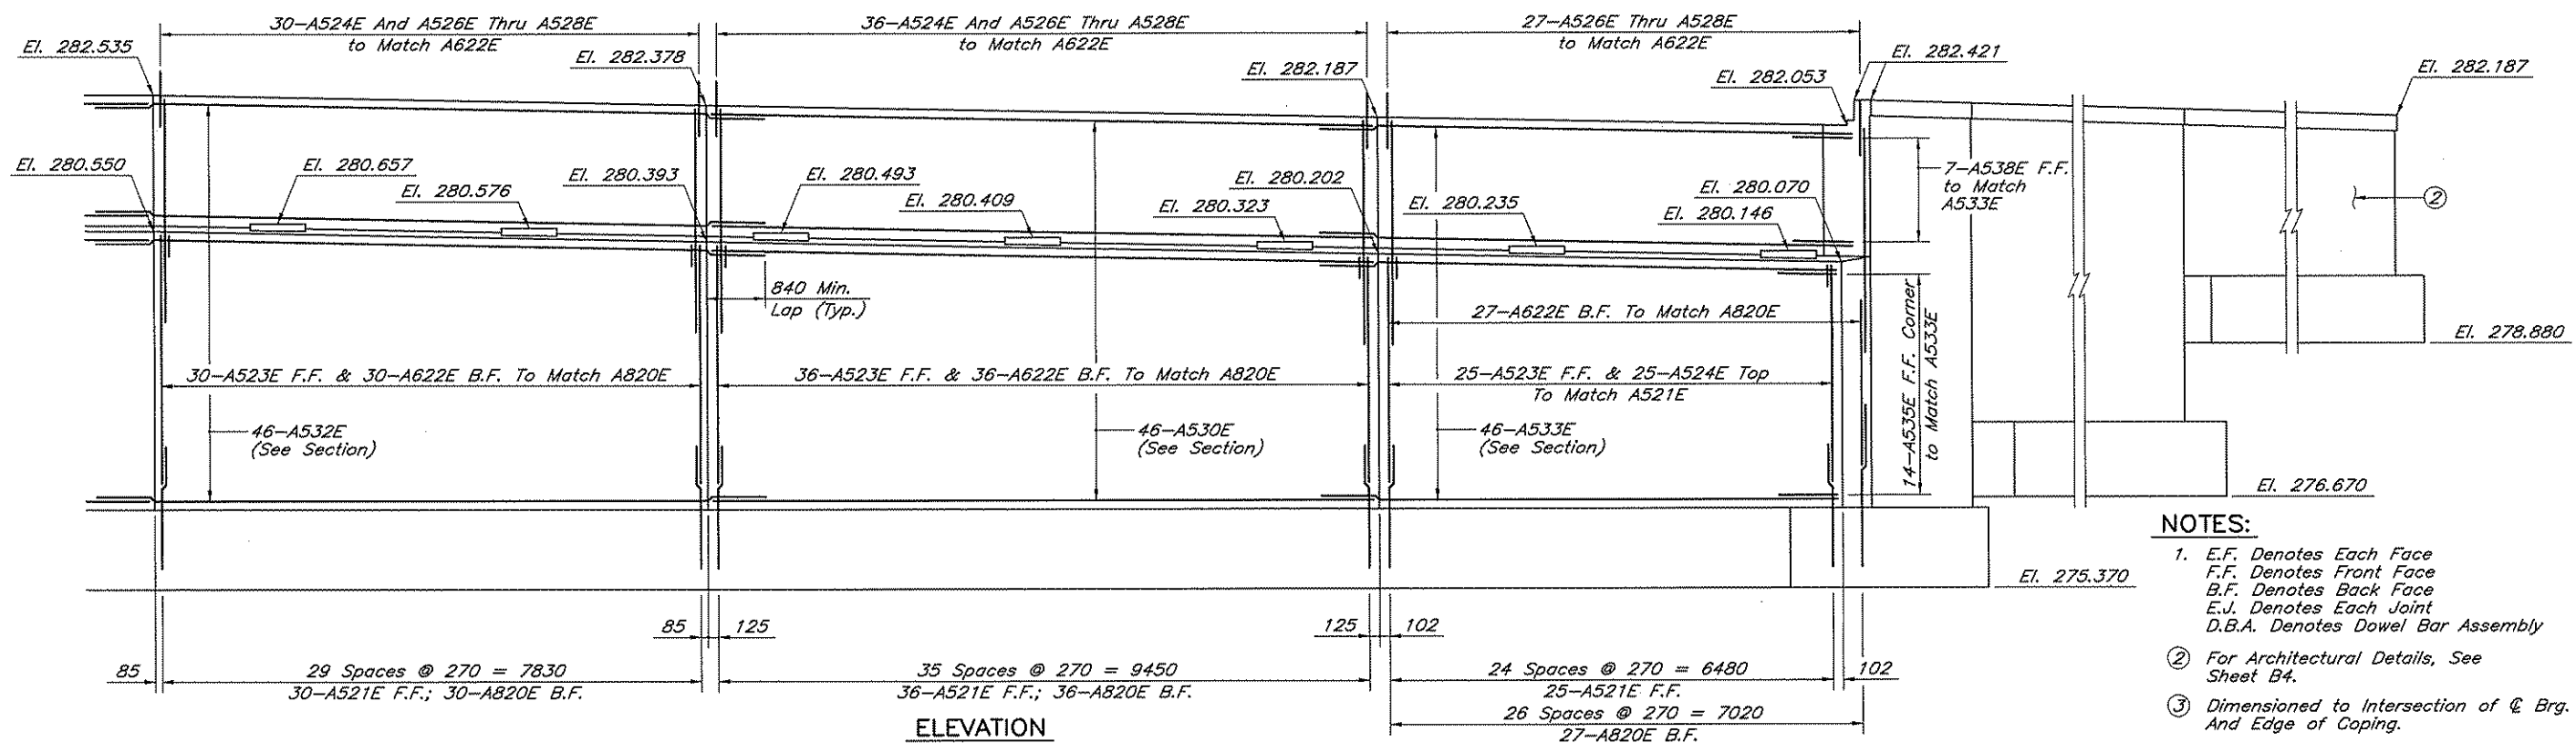 30-A524E And A526E Thru A528E
to Match A622E
36-A524E And A526E Thru A528E
to Match A622E
27-A526E Thru A528E
to Match A622E
El. 282.535
El. 282.378
El. 282.187
El. 282.053
El. 282.421
El. 282.187
El. 280.550
El. 280.657
El. 280.576
El. 280.393
El. 280.493
El. 280.409
El. 280.323
El. 280.202
El. 280.235
El. 280.070
El. 280.146
7-A538E F.F.
to Match
A533E
2
840 Min.
Lap (Typ.)
27-A622E B.F. To Match A820E
14-A535E F.F. Corner
to Match A533E
El. 278.880
30-A523E F.F. & 30-A622E B.F. To Match A820E
36-A523E F.F. & 36-A622E B.F. To Match A820E
25-A523E F.F. & 25-A524E Top
To Match A521E
46-A532E
(See Section)
46-A530E
(See Section)
46-A533E
(See Section)
El. 276.670
El. 275.370
85
125
125
102
85
29 Spaces @ 270 = 7830
30-A521E F.F.; 30-A820E B.F.
35 Spaces @ 270 = 9450
36-A521E F.F.; 36-A820E B.F.
24 Spaces @ 270 = 6480
25-A521E F.F.
102
26 Spaces @ 270 = 7020
27-A820E B.F.
ELEVATION
NOTES:
1. E.F. Denotes Each Face
F.F. Denotes Front Face
B.F. Denotes Back Face
E.J. Denotes Each Joint
D.B.A. Denotes Dowel Bar Assembly
2 For Architectural Details, See
Sheet B4.
3 Dimensioned to Intersection of ℄ Brg.
And Edge of Coping.